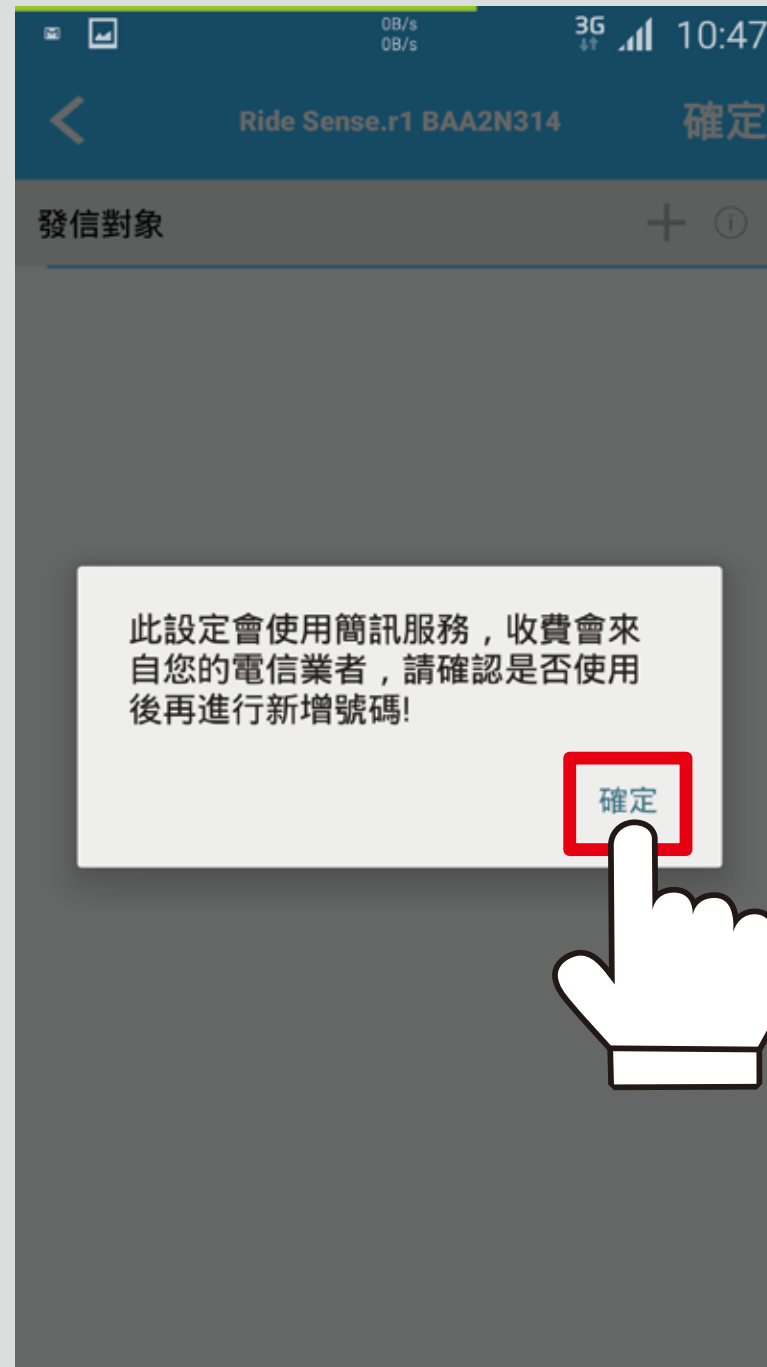 0B/s
0B/s
3G
10:47
Ride Sense.r1 BAA2N314
確定
發信對象
此設定會使用簡訊服務，收費會來
自您的電信業者，請確認是否使用
後再進行新增號碼!
確定